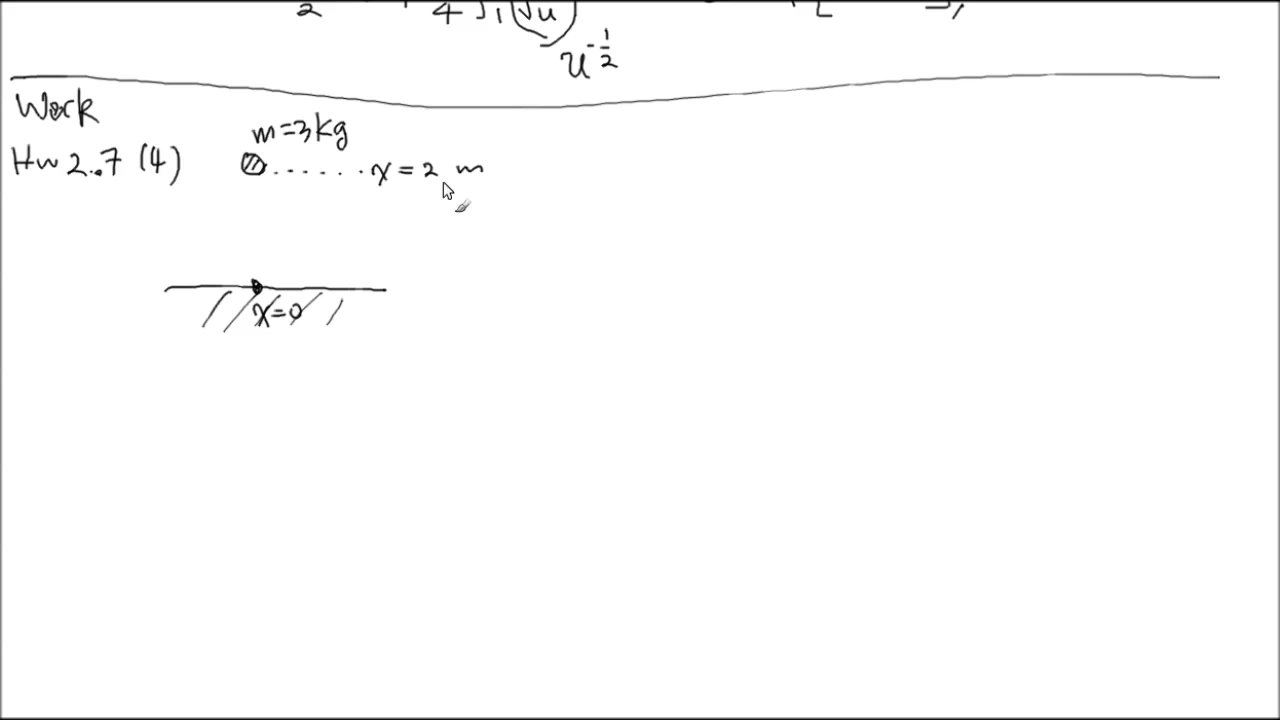 u^{-1/2}
Work
m=3kg
Hw 2.7 (4) ...... x = 2 m
x=0